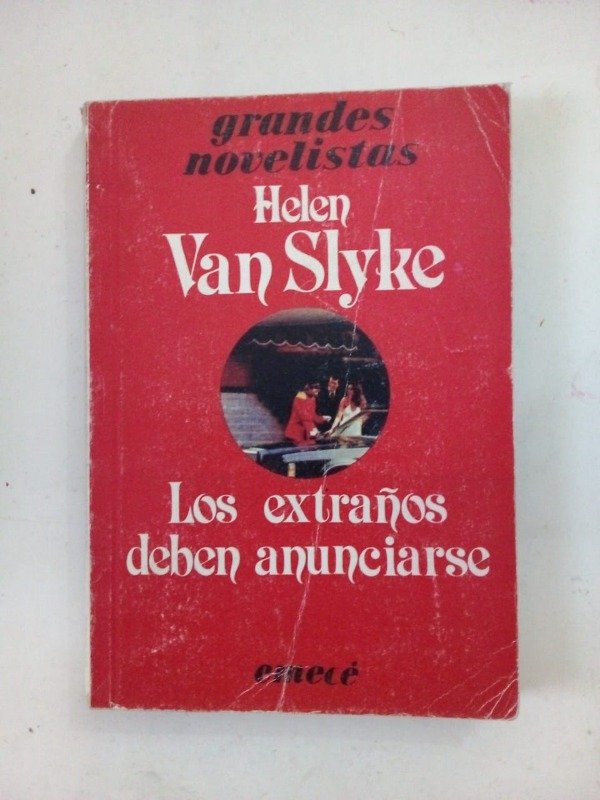 grandes
novelistas
Helen
Van Slyke
Los extraños
deben anunciarse
emecé